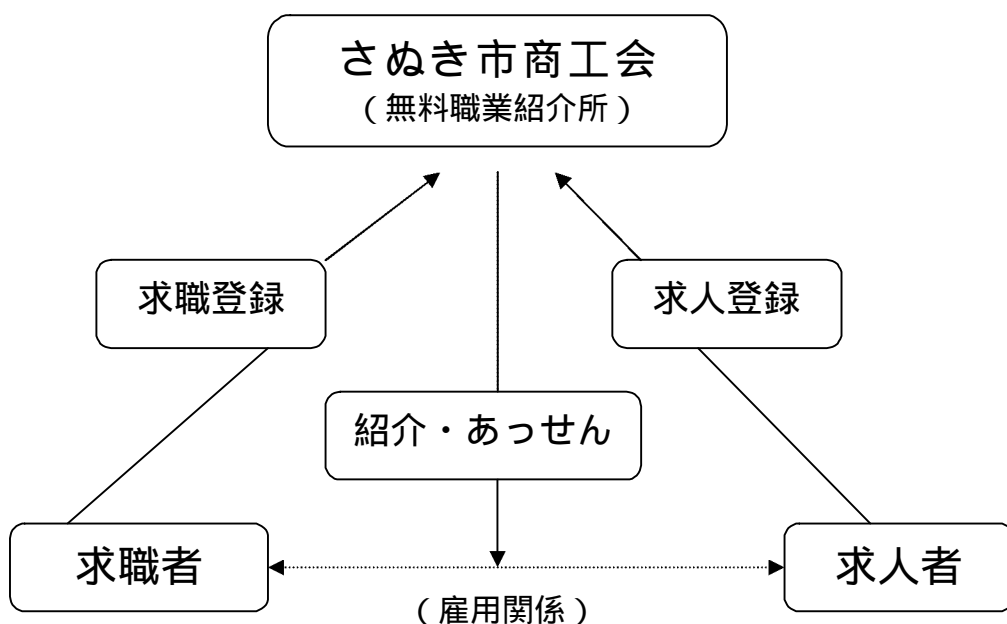 さぬき市商工会
（無料職業紹介所）
求職登録
求人登録
紹介・あっせん
求職者
求人者
（雇用関係）